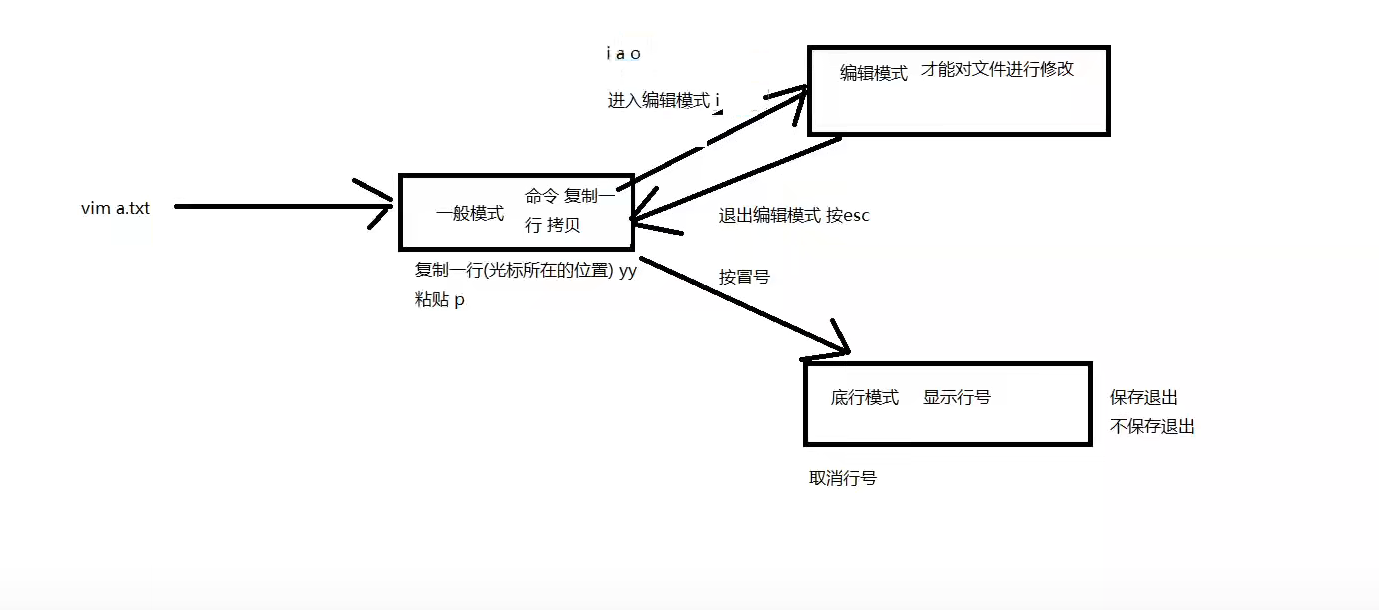 i a o
进入编辑模式 i
编辑模式 才能对文件进行修改
vim a.txt
一般模式
命令 复制一
行 拷贝
退出编辑模式 按esc
复制一行(光标所在的位置) yy
粘贴 p
按冒号
底行模式 显示行号
保存退出
不保存退出
取消行号